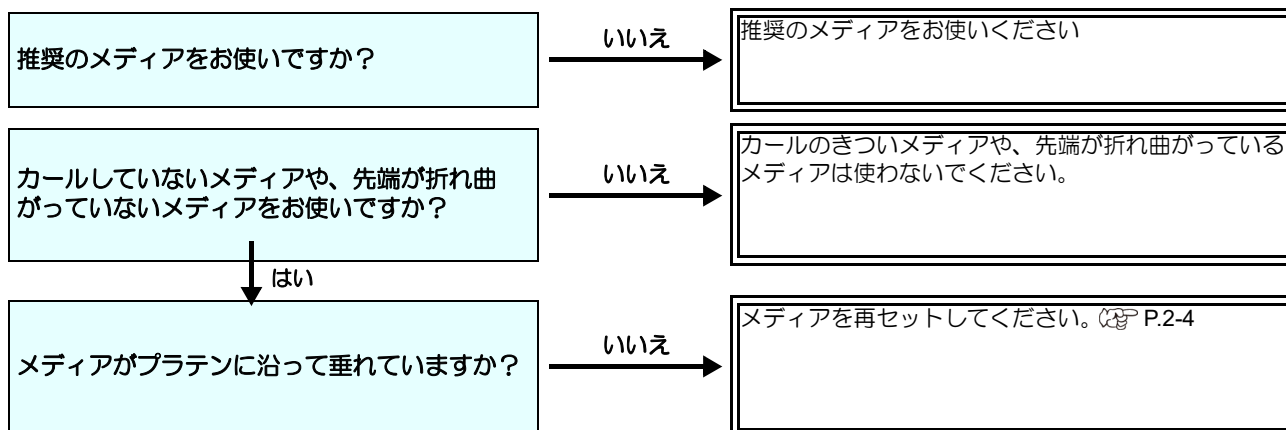 推奨のメディアをお使いですか?
いいえ
推奨のメディアをお使いください
カールしていないメディアや、先端が折れ曲
がっていないメディアをお使いですか?
いいえ
カールのきついメディアや、先端が折れ曲がっている
メディアは使わないでください。
はい
メディアがプラテンに沿って垂れていますか?
いいえ
メディアを再セットしてください。(P.2-4